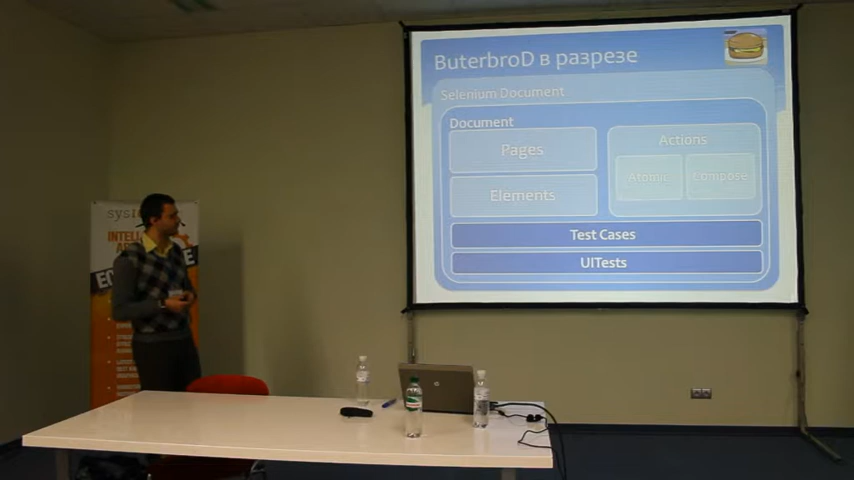 ButerbroD в разрезе
Selenium Document
Document
Pages
Actions
Atomic
Compose
Elements
Test Cases
UITests